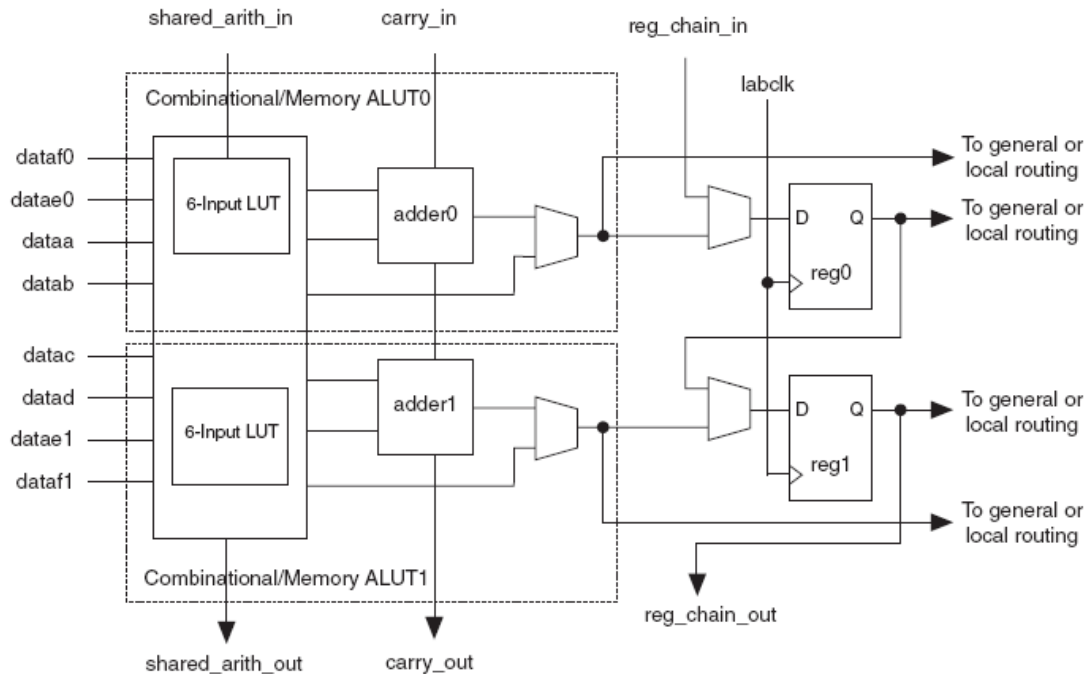 shared_arith_in
carry_in
reg_chain_in
labclk
Combinational/Memory ALUT0
dataf0
datae0
dataa
datab
6-Input LUT
adder0
D Q
reg0
To general or
local routing
To general or
local routing
datac
datad
datae1
dataf1
6-Input LUT
adder1
D Q
reg1
To general or
local routing
To general or
local routing
Combinational/Memory ALUT1
reg_chain_out
shared_arith_out
carry_out